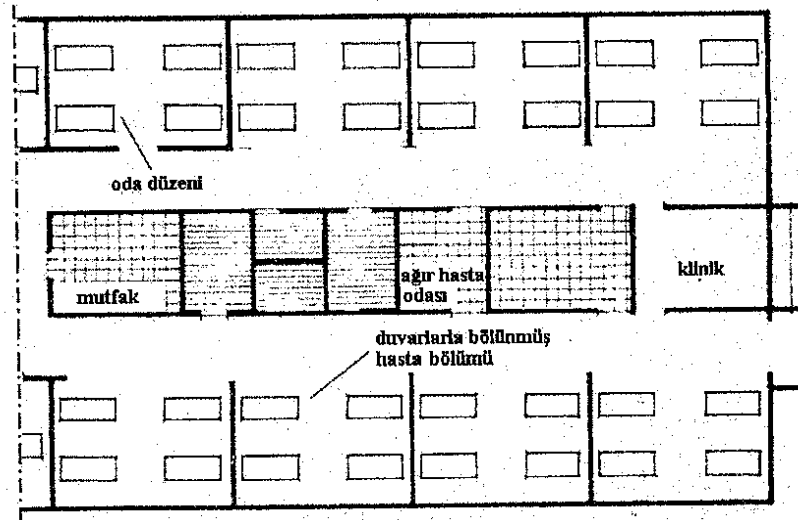 oda düzeni
mutfak
ağır hasta
odası
klinik
duvarlarla bölünmüş
hasta bölümü